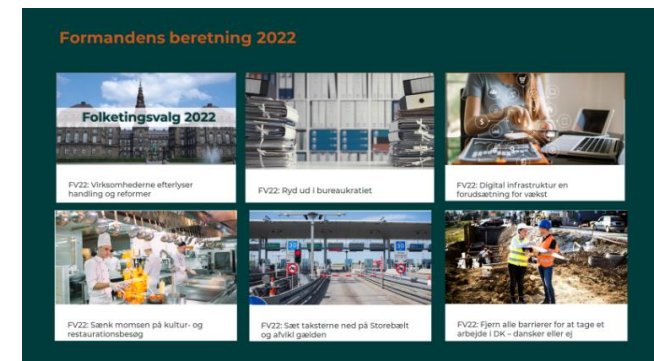 Formandens beretning 2022
Folketingsvalg 2022
FV22: Virksomhederne efterlyser
handling og reformer
FV22: Ryd ud i bureaukratiet
FV22: Digital infrastruktur en
forudsætning for vækst
FV22: Sænk momsen på kultur- og
restaurationsbesøg
FV22: Sæt taksterne ned på Storebælt
og afvikl gælden
FV22: Fjern alle barrierer for at tage et
arbejde i DK – dansker eller ej